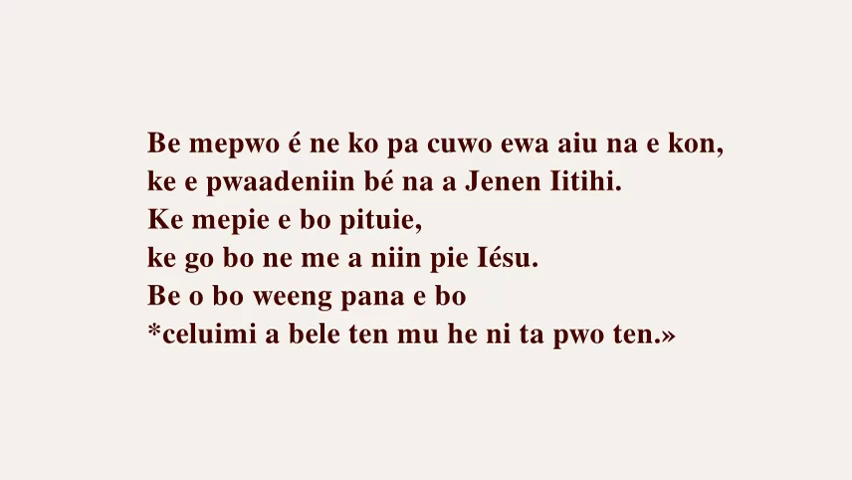 Be mepwo é ne ko pa cuwo ewa aiu na e kon,
ke e pwaadeniin bé na a Jenen Iitihi.
Ke mepie e bo pituie,
ke go bo ne me a niin pie Iésu.
Be o bo weeng pana e bo
*celuimi a bele ten mu he ni ta pwo ten.»